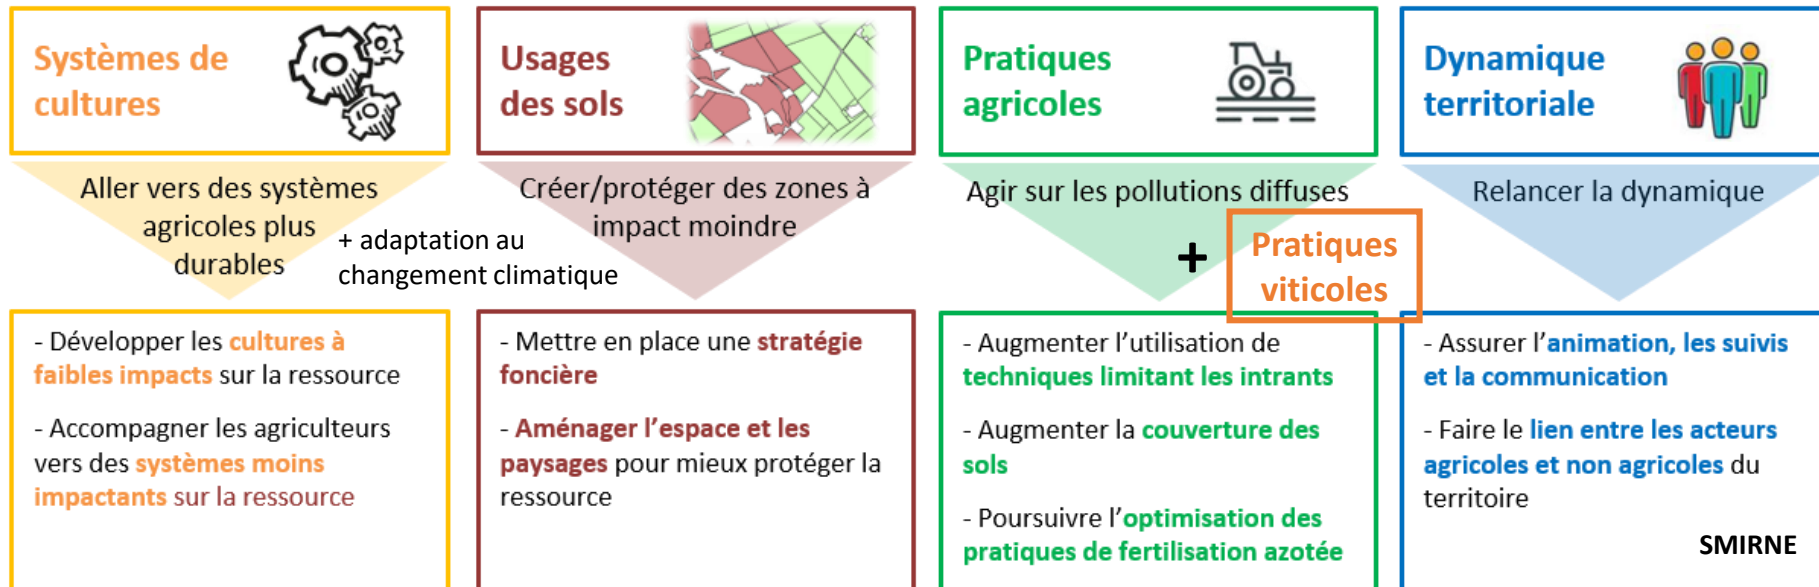 Systèmes de
cultures
Aller vers des systèmes
agricoles plus
durables
+ adaptation au
changement climatique
- Développer les cultures à
faibles impacts sur la ressource
- Accompagner les agriculteurs
vers des systèmes moins
impactants sur la ressource
Usages
des sols
Créer/protéger des zones à
impact moindre
- Mettre en place une stratégie
foncière
- Aménager l’espace et les
paysages pour mieux protéger la
ressource
Pratiques
agricoles
Agir sur les pollutions diffuses
+
Pratiques
viticoles
- Augmenter l’utilisation de
techniques limitant les intrants
- Augmenter la couverture des
sols
- Poursuivre l’optimisation des
pratiques de fertilisation azotée
Dynamique
territoriale
Relancer la dynamique
- Assurer l’animation, les suivis
et la communication
- Faire le lien entre les acteurs
agricoles et non agricoles du
territoire
SMIRNE